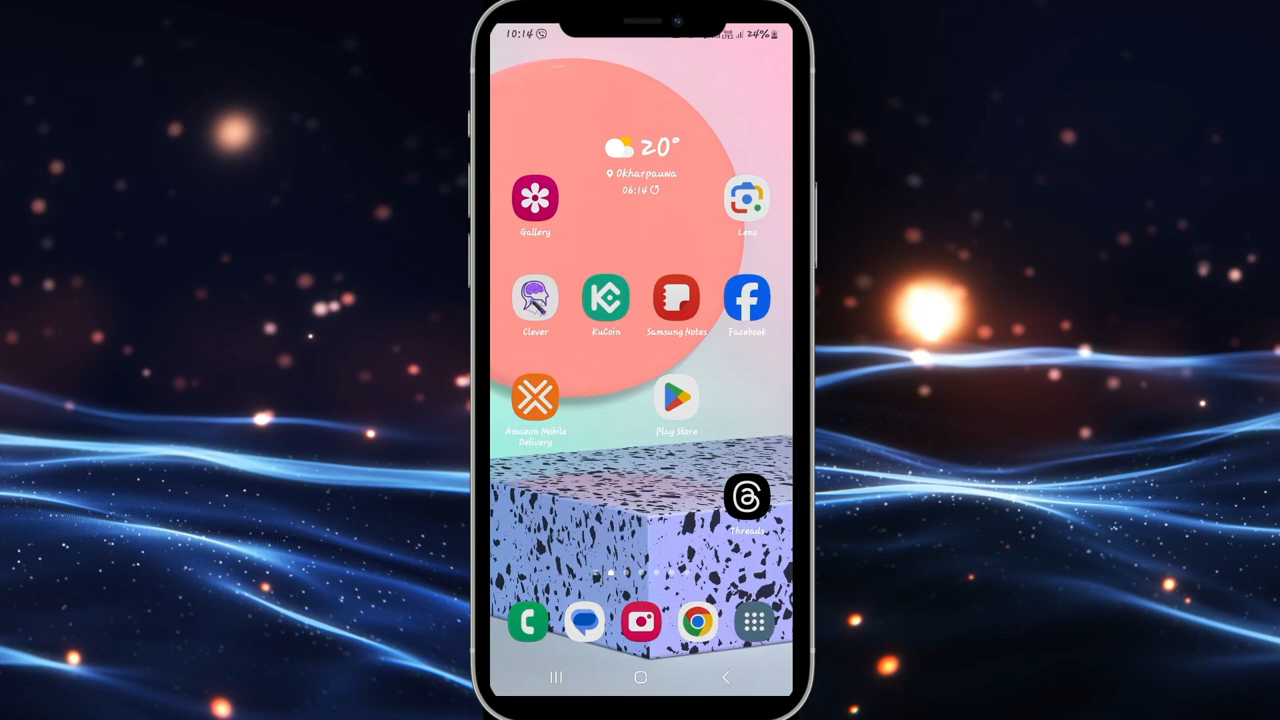 10:14
24%
20°
Okharpauwa
06:14
Gallery
Lens
Clever
KuCoin
Samsung Notes
Facebook
Amazon Mobile
Delivery
Play Store
Threads